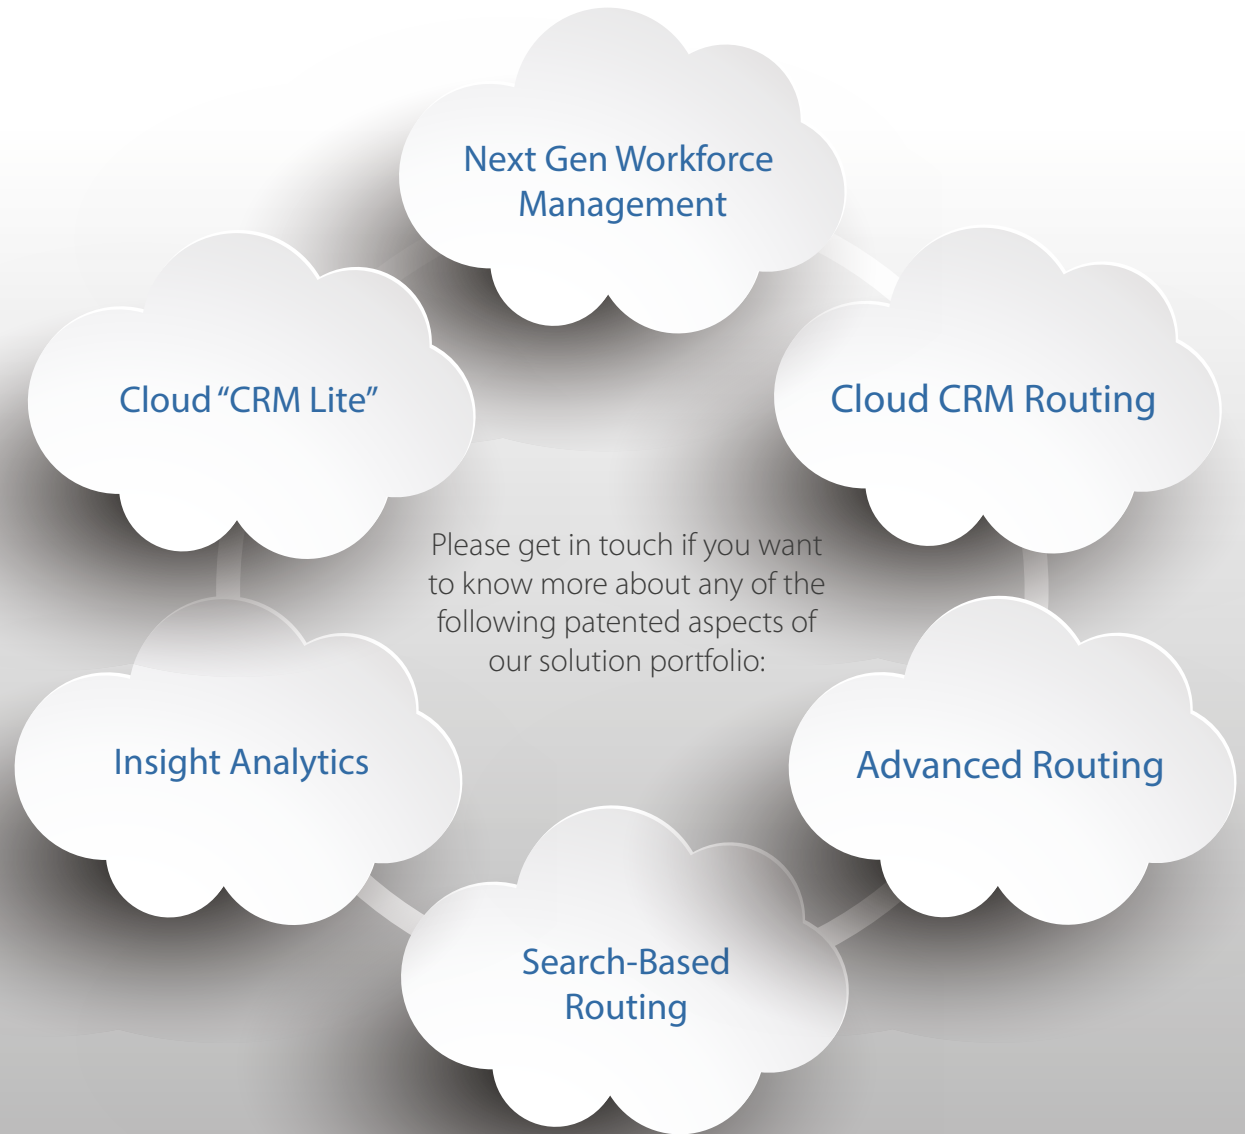 Next Gen Workforce
Management
Cloud “CRM Lite”
Cloud CRM Routing
Please get in touch if you want
to know more about any of the
following patented aspects of
our solution portfolio:
Insight Analytics
Advanced Routing
Search-Based
Routing